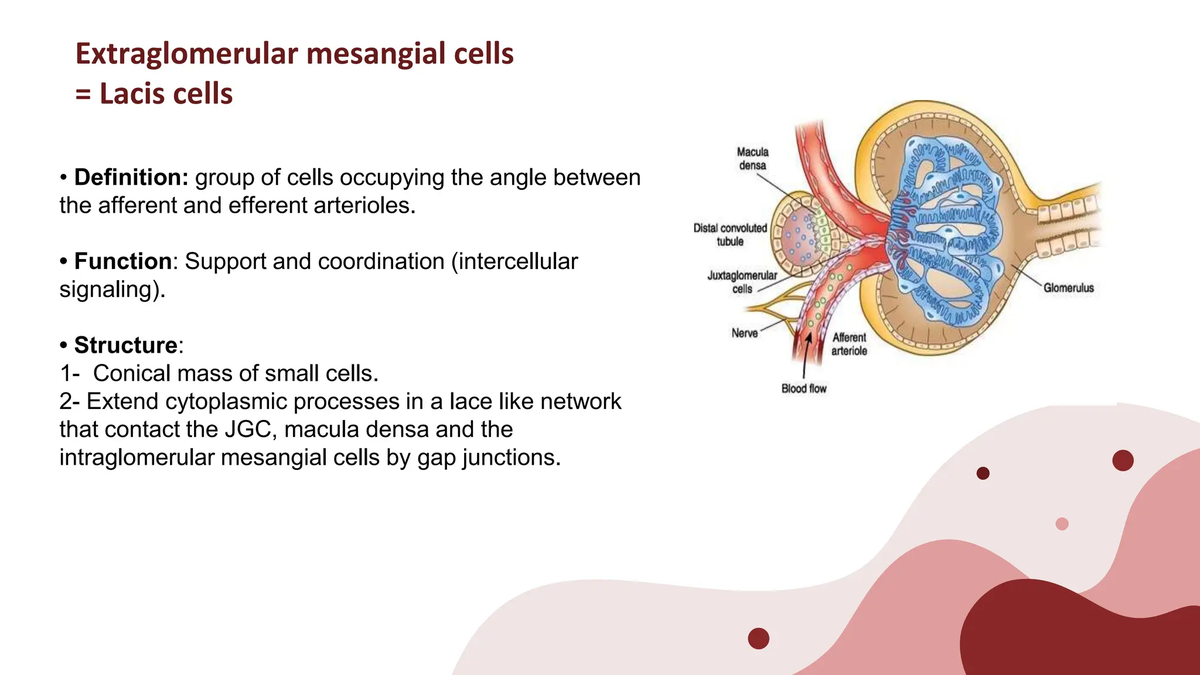 Extraglomerular mesangial cells
= Lacis cells
• Definition: group of cells occupying the angle between
the afferent and efferent arterioles.
• Function: Support and coordination (intercellular
signaling).
• Structure:
1- Conical mass of small cells.
2- Extend cytoplasmic processes in a lace like network
that contact the JGC, macula densa and the
intraglomerular mesangial cells by gap junctions.
Macula
densa
Distal convoluted
tubule
Juxtaglomerular
cells
Nerve
Afferent
arteriole
Blood flow
Glomerulus